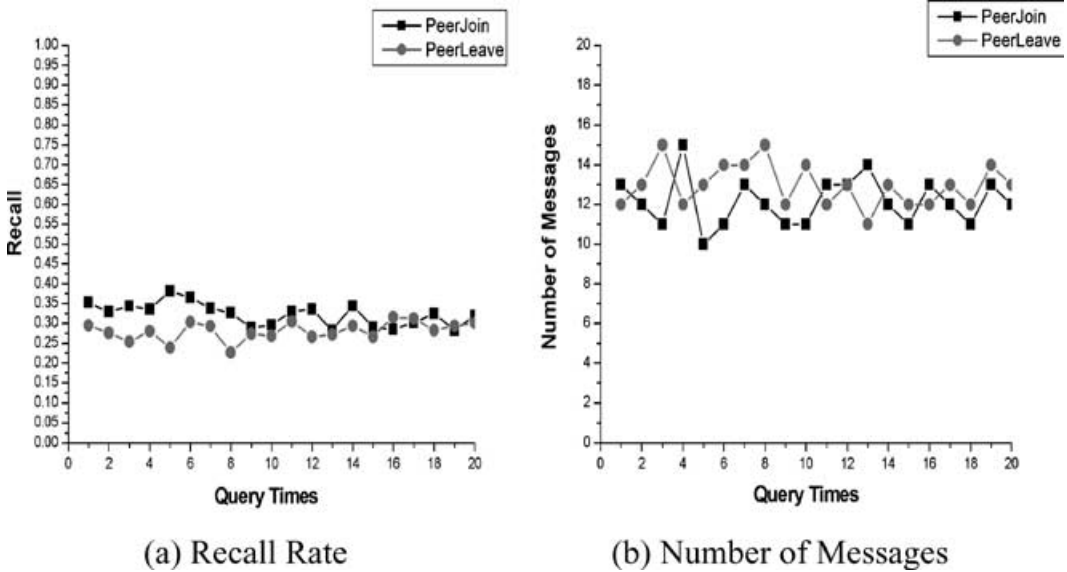 PeerJoin
PeerLeave
1.00
0.95
0.90
0.85
0.80
0.75
0.70
0.65
0.60
0.55
0.50
0.45
0.40
0.35
0.30
0.25
0.20
0.15
0.10
0.05
0.00
Recall
0 2 4 6 8 10 12 14 16 18 20
Query Times
(a) Recall Rate
PeerJoin
PeerLeave
20
18
16
14
12
10
8
6
4
2
0
Number of Messages
0 2 4 6 8 10 12 14 16 18 20
Query Times
(b) Number of Messages